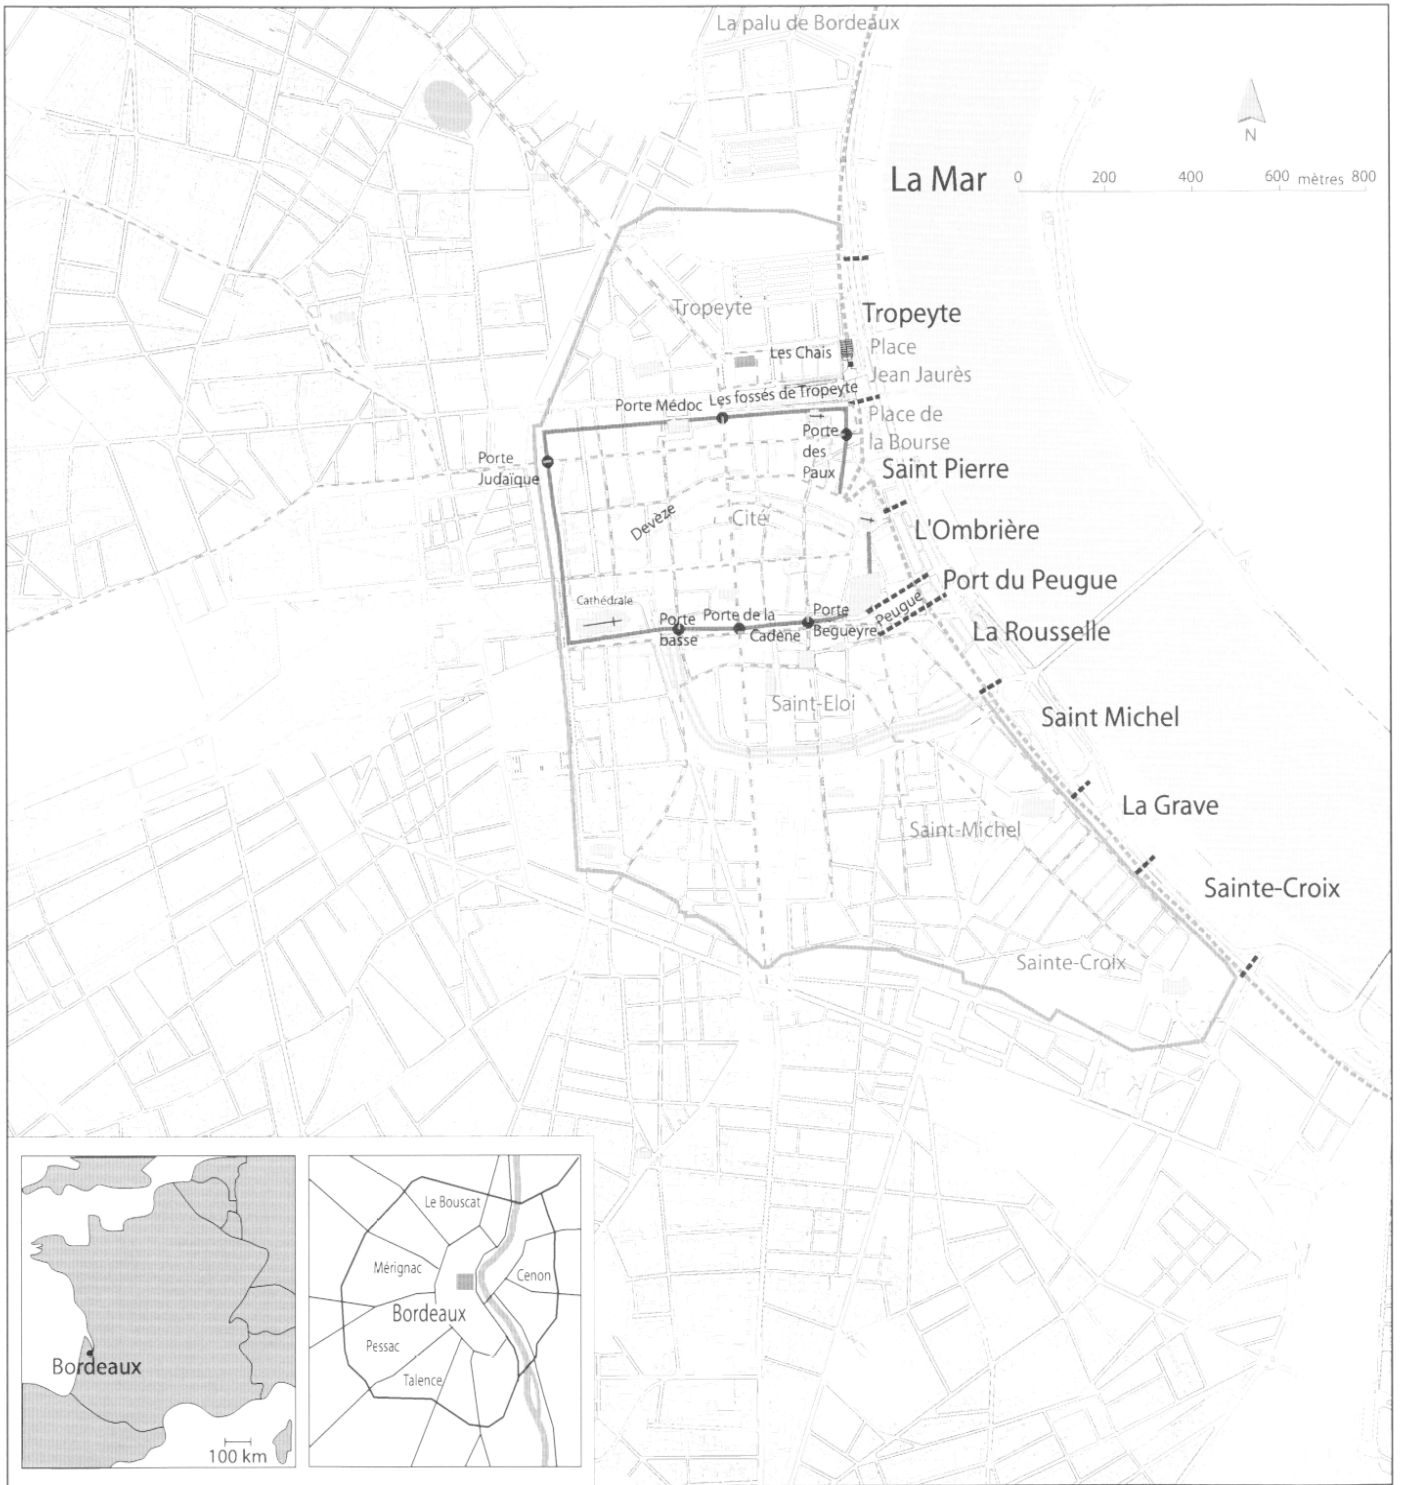 La palu de Bordeaux
N
La Mar
0 200 400 600 mètres 800
Tropeyte
Tropeyte
Les Chais
Place
Jean Jaurès
Porte Médoc
Les fossés de Tropeyte
Place de
la Bourse
Porte
des
Paux
Porte
Judaïque
Saint Pierre
Devèze
Cité
L'Ombrière
Port du Peugue
Cathédrale
Peugue
Porte
basse
Porte de la
Cadène
Porte
Begueyre
La Rousselle
Saint-Eloi
Saint Michel
La Grave
Saint-Michel
Sainte-Croix
Sainte-Croix
Bordeaux
100 km
Le Bouscat
Mérignac
Cenon
Bordeaux
Pessac
Talence